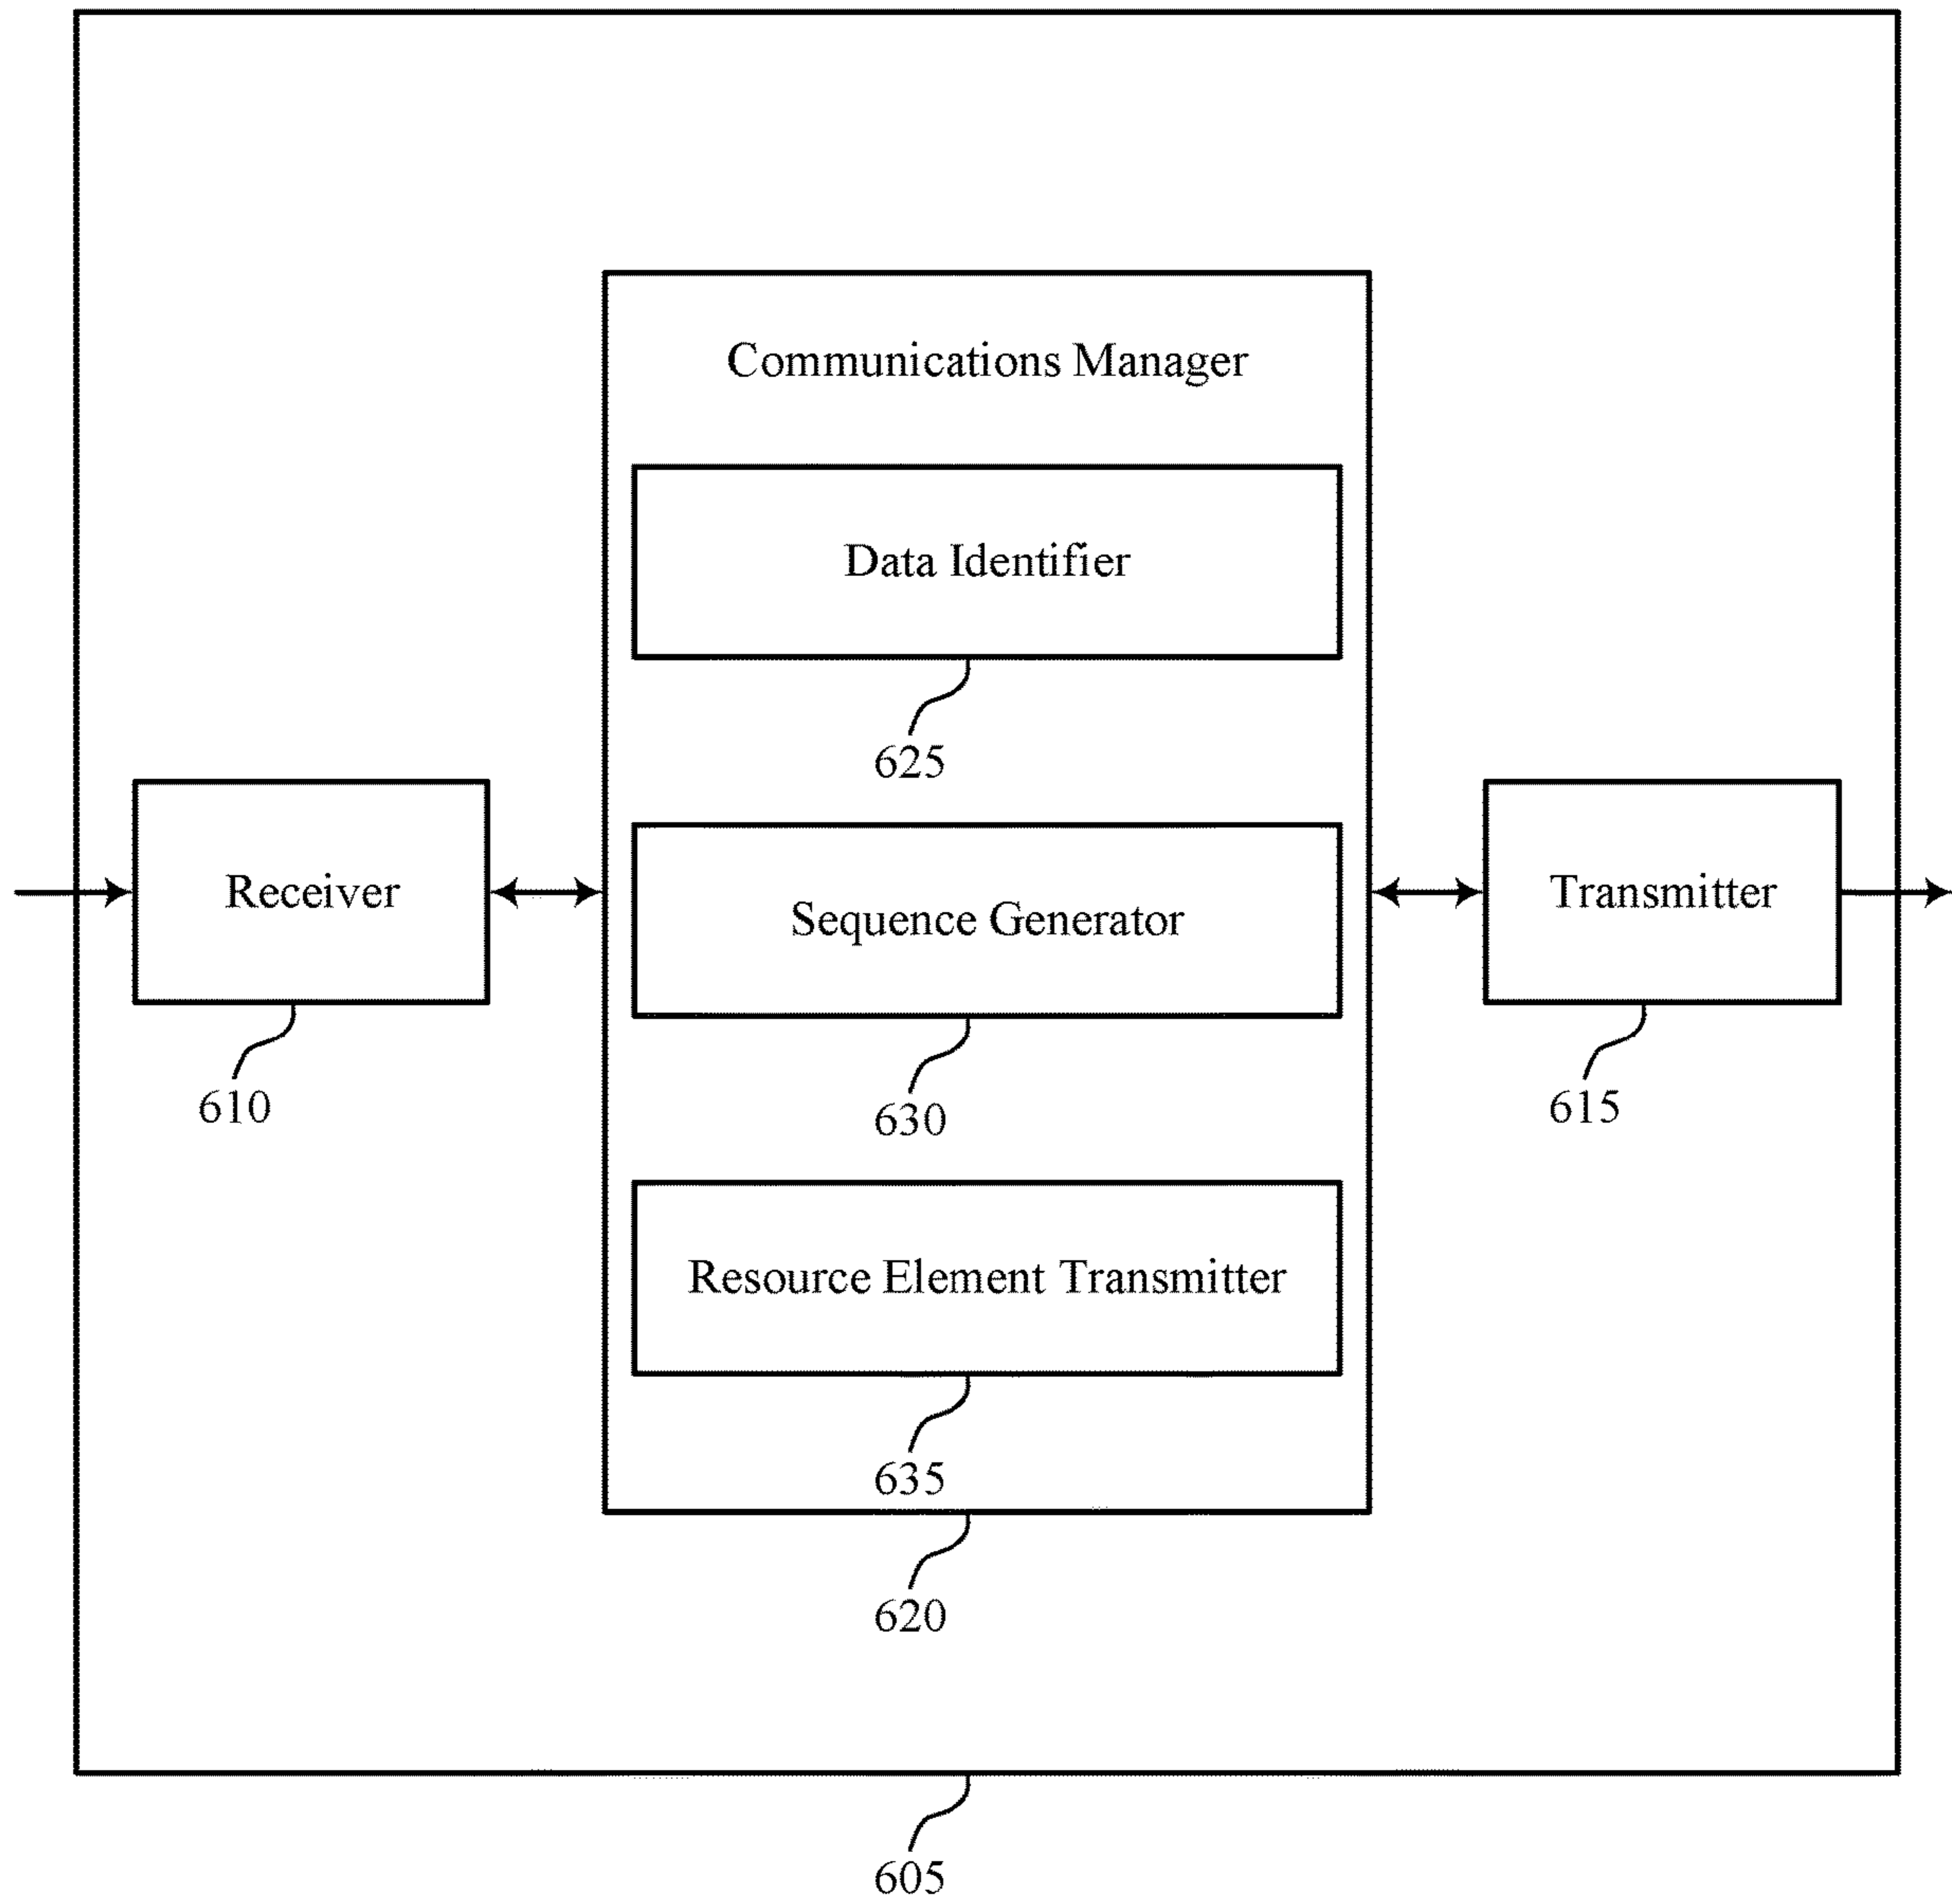 Communications Manager
Data Identifier
625
Receiver
610
Sequence Generator
630
Transmitter
615
Resource Element Transmitter
635
620
605